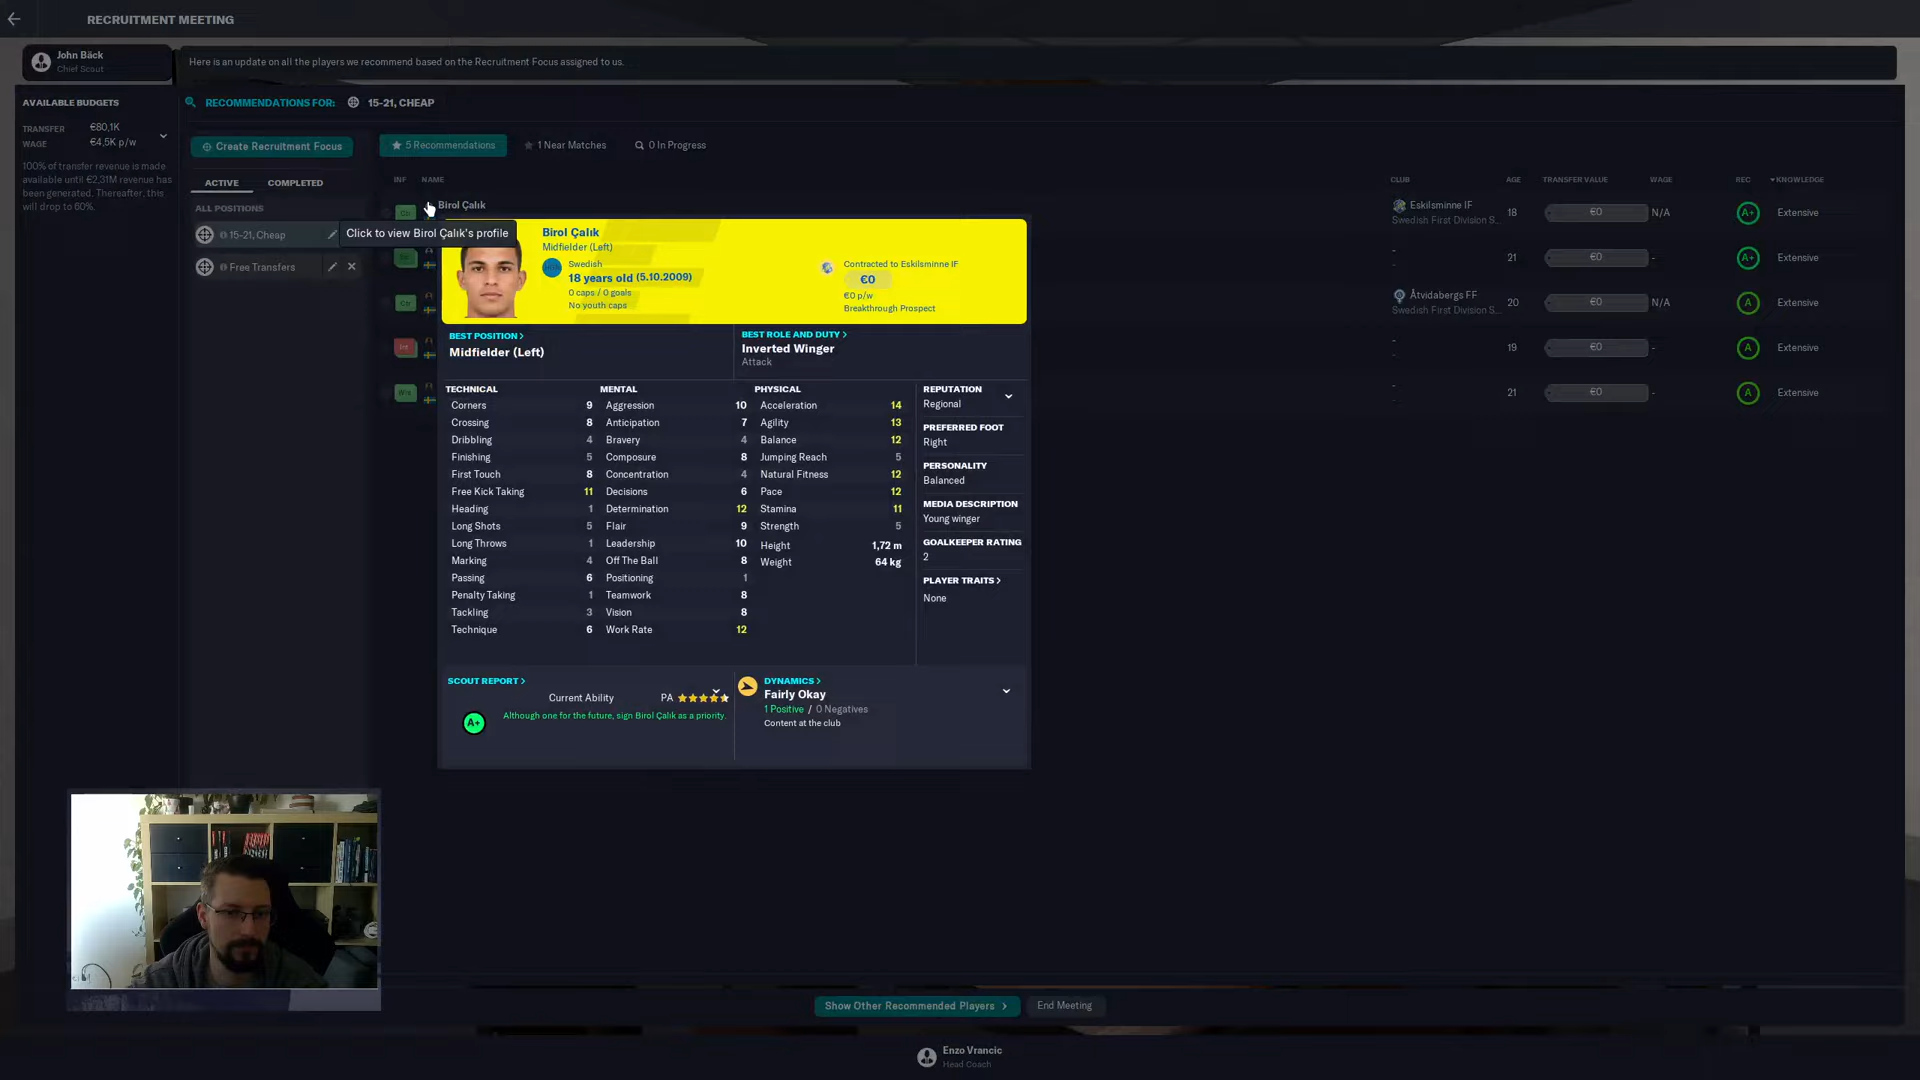 RECRUITMENT MEETING
John Bäck
Chief Scout
Here is an update on all the players we recommend based on the Recruitment Focus assigned to us.
AVAILABLE BUDGETS
TRANSFER €80,1K
WAGE €4,5K p/w
100% of transfer revenue is made
available until €2,31M revenue has
been generated. Thereafter, this
will drop to 60%.
RECOMMENDATIONS FOR: 15-21, CHEAP
Create Recruitment Focus
ACTIVE COMPLETED
ALL POSITIONS
15-21, Cheap
Free Transfers
5 Recommendations 1 Near Matches 0 In Progress
INF NAME CLUB AGE TRANSFER VALUE WAGE REC KNOWLEDGE
Birol Çalık
Eskilsminne IF
Swedish First Division S...
18 €0 N/A A+ Extensive
- 21 €0 - A+ Extensive
-
Åtvidabergs FF
Swedish First Division S...
20 €0 N/A A Extensive
- 19 €0 - A Extensive
-
- 21 €0 - A Extensive
-
Click to view Birol Çalık's profile
Birol Çalık
Midfielder (Left)
Swedish
18 years old (5.10.2009)
0 caps / 0 goals
No youth caps
Contracted to Eskilsminne IF
€0
€0 p/w
Breakthrough Prospect
BEST POSITION
Midfielder (Left)
BEST ROLE AND DUTY
Inverted Winger
Attack
TECHNICAL
Corners 9
Crossing 8
Dribbling 4
Finishing 5
First Touch 8
Free Kick Taking 11
Heading 1
Long Shots 5
Long Throws 1
Marking 4
Passing 6
Penalty Taking 1
Tackling 3
Technique 6
MENTAL
Aggression 10
Anticipation 7
Bravery 4
Composure 8
Concentration 4
Decisions 6
Determination 12
Flair 9
Leadership 10
Off The Ball 8
Positioning 1
Teamwork 8
Vision 8
Work Rate 12
PHYSICAL
Acceleration 14
Agility 13
Balance 12
Jumping Reach 5
Natural Fitness 12
Pace 12
Stamina 11
Strength 5
Height 1,72 m
Weight 64 kg
REPUTATION
Regional
PREFERRED FOOT
Right
PERSONALITY
Balanced
MEDIA DESCRIPTION
Young winger
GOALKEEPER RATING
2
PLAYER TRAITS
None
SCOUT REPORT
Current Ability PA
A+
Although one for the future, sign Birol Çalık as a priority.
DYNAMICS
Fairly Okay
1 Positive / 0 Negatives
Content at the club
Show Other Recommended Players
End Meeting
Enzo Vrancic
Head Coach